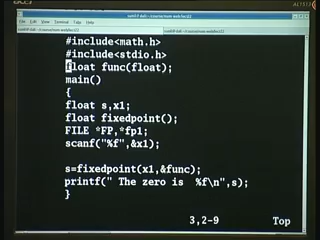 #include<math.h>
#include<stdio.h>
float func(float);
main()
{
float s,x1;
float fixedpoint();
FILE *FP,*fp1;
scanf("%f",&x1);
s=fixedpoint(x1,&func);
printf(" The zero is  %f\n",s);
}
3,2-9 Top